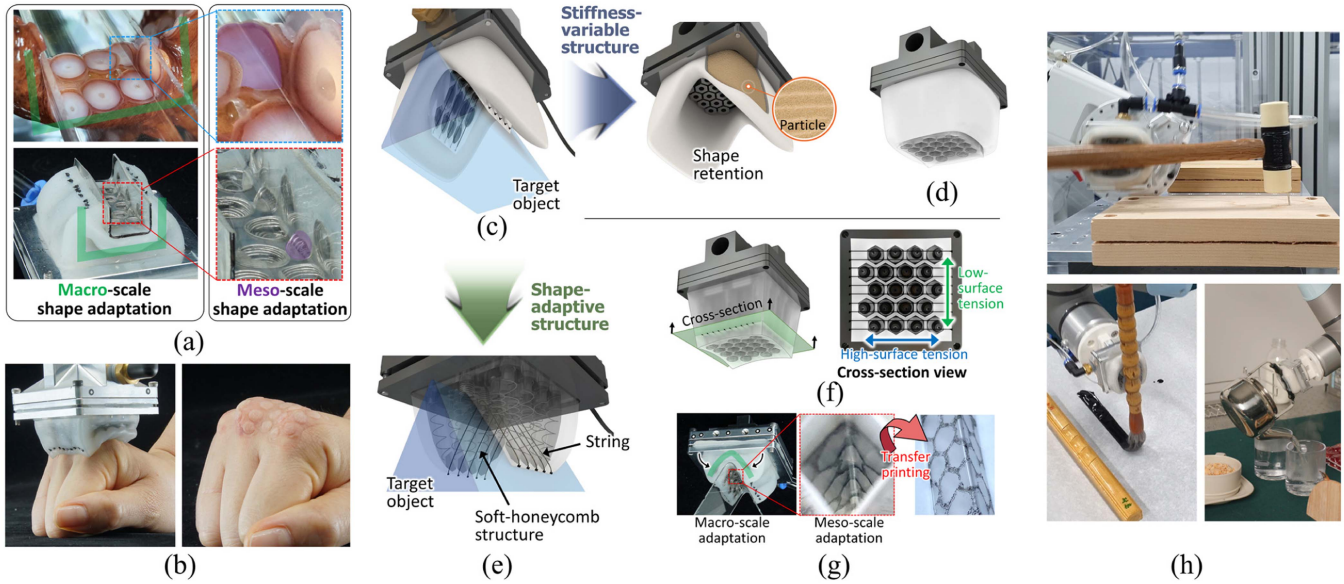 Macro-scale
shape adaptation
Meso-scale
shape adaptation
(a)
(b)
Stiffness-
variable
structure
Target
object
(c)
Particle
Shape
retention
(d)
Shape-
adaptive
structure
Target
object
String
Soft-honeycomb
structure
(e)
Cross-section
Low-
surface
tension
High-surface tension
Cross-section view
(f)
Transfer
printing
Macro-scale
adaptation
Meso-scale
adaptation
(g)
(h)